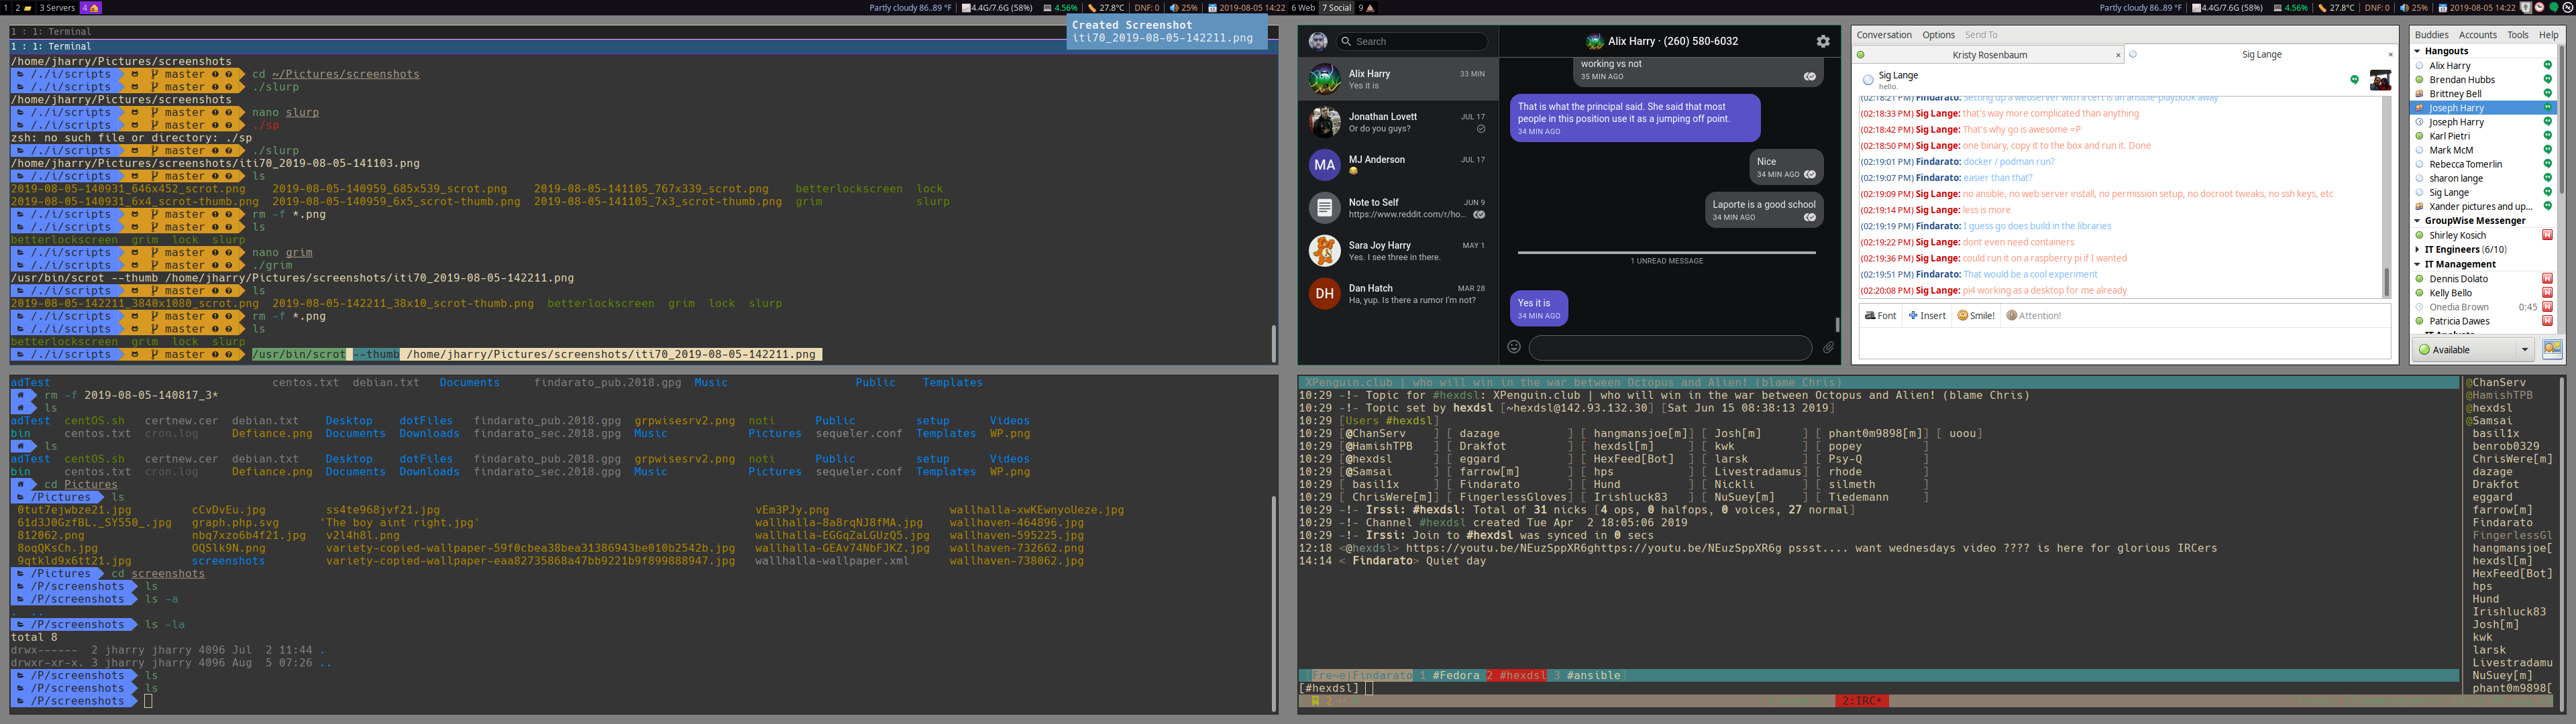 1 2 3 Servers 4
Partly cloudy 86..89 °F 4.4G/7.6G (58%) 4.56% 27.8°C DNF: 0 25% 2019-08-05 14:22
6 Web 7 Social 9
Partly cloudy 86..89 °F 4.4G/7.6G (58%) 4.56% 27.8°C DNF: 0 25% 2019-08-05 14:22
Created Screenshot
iti70_2019-08-05-142211.png
1 : 1: Terminal
1 : 1: Terminal
/home/jharry/Pictures/screenshots
/./i/scripts master cd ~/Pictures/screenshots
/./i/scripts master ./slurp
/home/jharry/Pictures/screenshots
/./i/scripts master nano slurp
/./i/scripts master ./sp
zsh: no such file or directory: ./sp
/./i/scripts master ./slurp
/home/jharry/Pictures/screenshots/iti70_2019-08-05-141103.png
/./i/scripts master ls
2019-08-05-140931_646x452_scrot.png 2019-08-05-140959_685x539_scrot.png 2019-08-05-141105_767x339_scrot.png betterlockscreen lock
2019-08-05-140931_6x4_scrot-thumb.png 2019-08-05-140959_6x5_scrot-thumb.png 2019-08-05-141105_7x3_scrot-thumb.png grim slurp
/./i/scripts master rm -f *.png
/./i/scripts master ls
betterlockscreen grim lock slurp
/./i/scripts master nano grim
/./i/scripts master ./grim
/usr/bin/scrot --thumb /home/jharry/Pictures/screenshots/iti70_2019-08-05-142211.png
/./i/scripts master ls
2019-08-05-142211_3840x1080_scrot.png 2019-08-05-142211_38x10_scrot-thumb.png betterlockscreen grim lock slurp
/./i/scripts master rm -f *.png
/./i/scripts master ls
betterlockscreen grim lock slurp
/./i/scripts master /usr/bin/scrot --thumb /home/jharry/Pictures/screenshots/iti70_2019-08-05-142211.png
adTest centos.txt debian.txt Documents findarato_pub.2018.gpg Music Public Templates
rm -f 2019-08-05-140817_3*
ls
adTest centOS.sh certnew.cer debian.txt Desktop dotFiles findarato_pub.2018.gpg grpwisesrv2.png noti Public setup Videos
bin centos.txt cron.log Defiance.png Documents Downloads findarato_sec.2018.gpg Music Pictures sequeler.conf Templates WP.png
ls
adTest centOS.sh certnew.cer debian.txt Desktop dotFiles findarato_pub.2018.gpg grpwisesrv2.png noti Public setup Videos
bin centos.txt cron.log Defiance.png Documents Downloads findarato_sec.2018.gpg Music Pictures sequeler.conf Templates WP.png
cd Pictures
/Pictures ls
0tut7ejwbze21.jpg cCvDvEu.jpg ss4te968jvf21.jpg vEm3PJy.png wallhalla-xwKEwnyoUeze.jpg
61d3J0GzfBL._SY550_.jpg graph.php.svg 'The boy aint right.jpg' wallhalla-8a8rqNJ8fMA.jpg wallhaven-464896.jpg
812062.png nbq7xzo6b4f21.jpg v2l4h8l.png wallhalla-EGGqZaLGUzQ5.jpg wallhaven-595225.jpg
8oqQKsCh.jpg OQSlk9N.png variety-copied-wallpaper-59f0cbea38bea31386943be010b2542b.jpg wallhalla-GEAv74NbFJKZ.jpg wallhaven-732662.png
9qtkld9x6tt21.jpg screenshots variety-copied-wallpaper-eaa82735868a47bb9221b9f899888947.jpg wallhalla-wallpaper.xml wallhaven-738062.jpg
/Pictures cd screenshots
/P/screenshots ls
/P/screenshots ls -a
. ..
/P/screenshots ls -la
total 8
drwx------ 2 jharry jharry 4096 Jul 2 11:44 .
drwxr-xr-x. 3 jharry jharry 4096 Aug 5 07:26 ..
/P/screenshots ls
/P/screenshots ls
/P/screenshots
Search
Alix Harry 33 MIN
Yes it is
Jonathan Lovett JUL 17
Or do you guys?
MA MJ Anderson JUL 17
Note to Self JUN 9
https://www.reddit.com/r/ho...
Sara Joy Harry MAY 1
Yes. I see three in there.
DH Dan Hatch MAR 28
Ha, yup. Is there a rumor I'm not?
Alix Harry · (260) 580-6032
working vs not
35 MIN AGO
That is what the principal said. She said that most
people in this position use it as a jumping off point.
34 MIN AGO
Nice
34 MIN AGO
Laporte is a good school
34 MIN AGO
1 UNREAD MESSAGE
Yes it is
34 MIN AGO
Conversation Options Send To
Kristy Rosenbaum × Sig Lange ×
Sig Lange
hello.
(02:18:21 PM) Findarato: Setting up a webserver with a cert is an ansible-playbook away
(02:18:33 PM) Sig Lange: that's way more complicated than anything
(02:18:42 PM) Sig Lange: That's why go is awesome =P
(02:18:50 PM) Sig Lange: one binary, copy it to the box and run it. Done
(02:19:01 PM) Findarato: docker / podman run?
(02:19:07 PM) Findarato: easier than that?
(02:19:09 PM) Sig Lange: no ansible, no web server install, no permission setup, no docroot tweaks, no ssh keys, etc
(02:19:14 PM) Sig Lange: less is more
(02:19:19 PM) Findarato: I guess go does build in the libraries
(02:19:22 PM) Sig Lange: dont even need containers
(02:19:36 PM) Sig Lange: could run it on a raspberry pi if I wanted
(02:19:51 PM) Findarato: That would be a cool experiment
(02:20:08 PM) Sig Lange: pi4 working as a desktop for me already
Font Insert Smile! Attention!
Buddies Accounts Tools Help
Hangouts
Alix Harry
Brendan Hubbs
Brittney Bell
Joseph Harry
Joseph Harry
Karl Pietri
Mark McM
Rebecca Tomerlin
sharon lange
Sig Lange
Xander pictures and up...
GroupWise Messenger
Shirley Kosich
IT Engineers (6/10)
IT Management
Dennis Dolato
Kelly Bello
Onedia Brown 0:45
Patricia Dawes
Available
XPenguin.club | who will win in the war between Octopus and Alien! (blame Chris)
10:29 -!- Topic for #hexdsl: XPenguin.club | who will win in the war between Octopus and Alien! (blame Chris)
10:29 -!- Topic set by hexdsl [~hexdsl@142.93.132.30] [Sat Jun 15 08:38:13 2019]
10:29 [Users #hexdsl]
10:29 [@ChanServ ] [ dazage ] [ hangmansjoe[m]] [ Josh[m] ] [ phant0m9898[m]] [ uoou]
10:29 [@HamishTPB ] [ Drakfot ] [ hexdsl[m] ] [ kwk ] [ popey ]
10:29 [@hexdsl ] [ eggard ] [ HexFeed[Bot] ] [ larsk ] [ Psy-Q ]
10:29 [@Samsai ] [ farrow[m] ] [ hps ] [ Livestradamus] [ rhode ]
10:29 [ basil1x ] [ Findarato ] [ Hund ] [ Nickli ] [ silmeth ]
10:29 [ ChrisWere[m]] [ FingerlessGloves] [ Irishluck83 ] [ NuSuey[m] ] [ Tiedemann ]
10:29 -!- Irssi: #hexdsl: Total of 31 nicks [4 ops, 0 halfops, 0 voices, 27 normal]
10:29 -!- Channel #hexdsl created Tue Apr 2 18:05:06 2019
10:29 -!- Irssi: Join to #hexdsl was synced in 0 secs
12:18 <@hexdsl> https://youtu.be/NEuzSppXR6ghttps://youtu.be/NEuzSppXR6g pssst.... want wednesdays video ???? is here for glorious IRCers
14:14 < Findarato> Quiet day
[Fre~e|Findarato 1 #Fedora 2 #hexdsl 3 #ansible]
[#hexdsl]
2 2:IRC*
@ChanServ
@HamishTPB
@hexdsl
@Samsai
basil1x
benrob0329
ChrisWere[m]
dazage
Drakfot
eggard
farrow[m]
Findarato
FingerlessGl
hangmansjoe[
hexdsl[m]
HexFeed[Bot]
hps
Hund
Irishluck83
Josh[m]
kwk
larsk
Livestradamu
NuSuey[m]
phant0m9898[